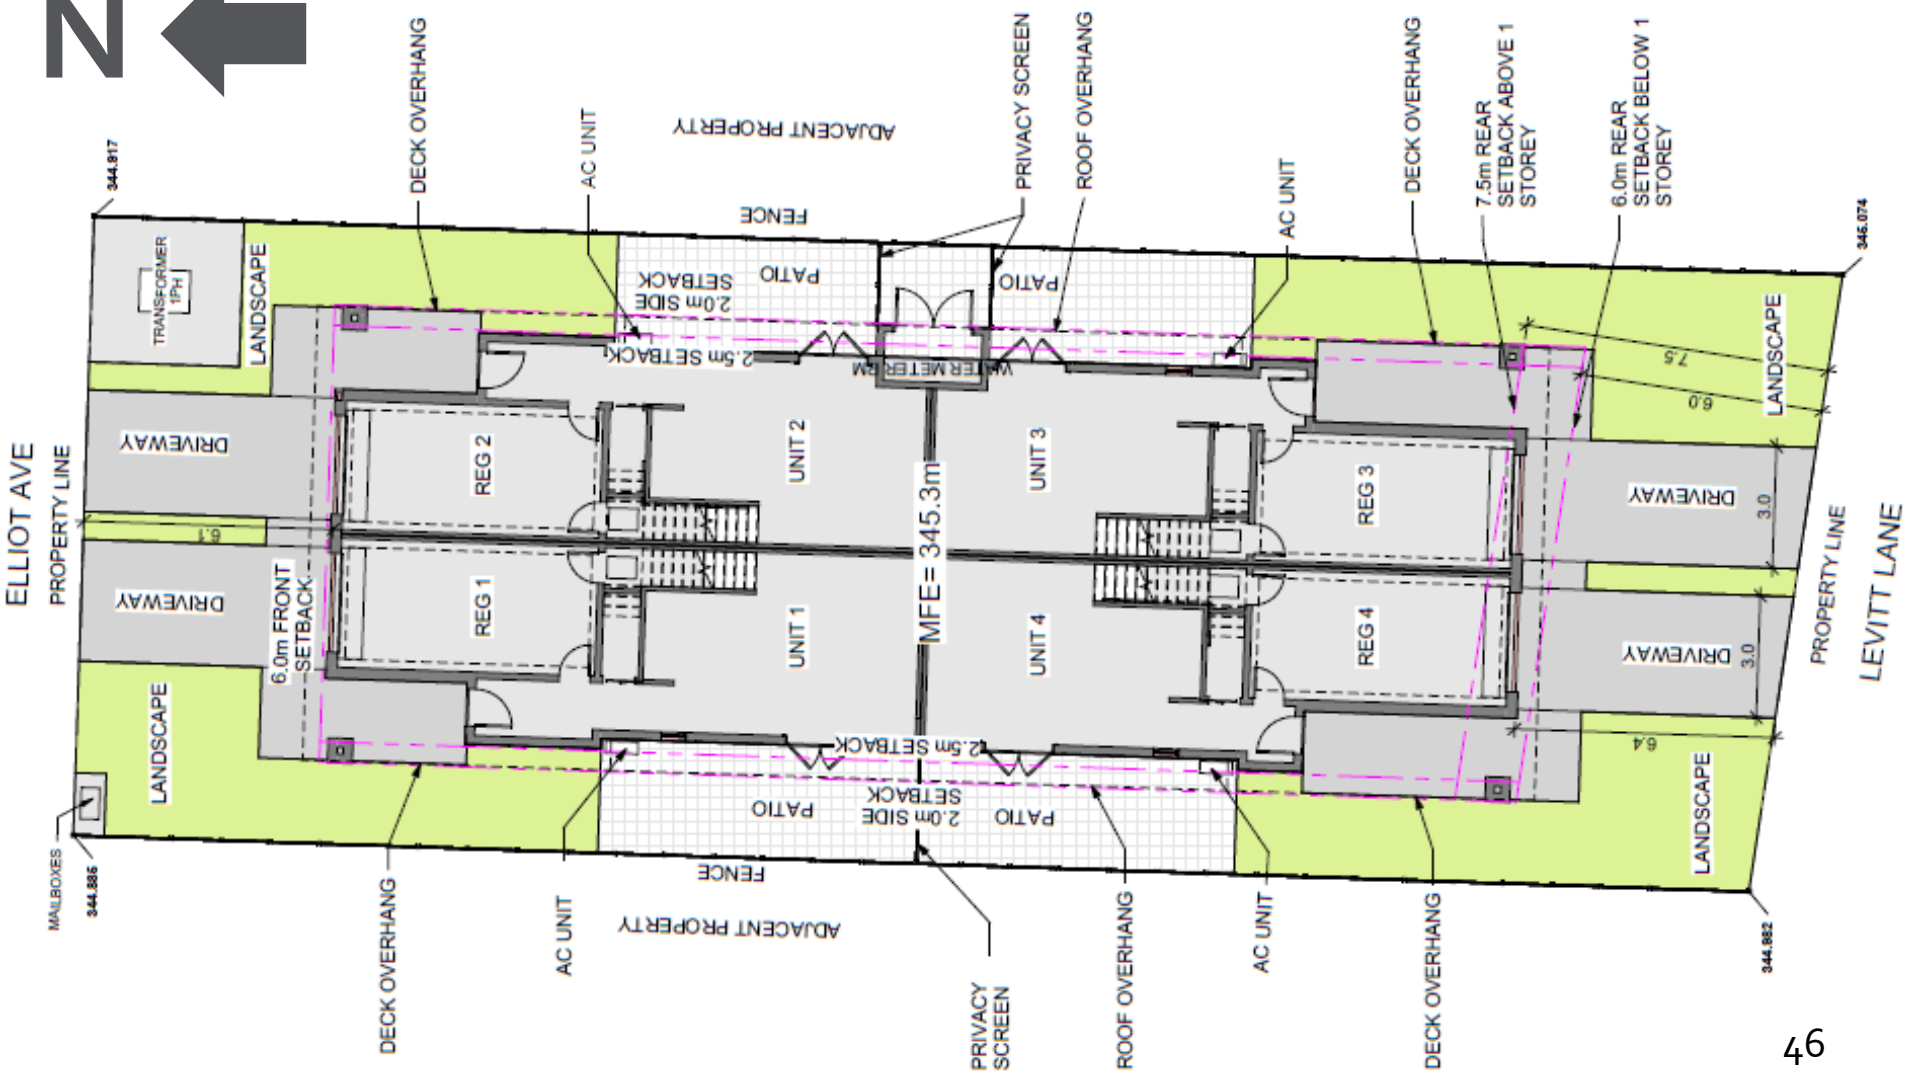 N
ELLIOT AVE
PROPERTY LINE
344.917
DECK OVERHANG
AC UNIT
ADJACENT PROPERTY
PRIVACY SCREEN
ROOF OVERHANG
AC UNIT
DECK OVERHANG
7.5m REAR
SETBACK ABOVE 1
STOREY
6.0m REAR
SETBACK BELOW 1
STOREY
345.074
FENCE
TRANSFORMER
1PH
LANDSCAPE
2.0m SIDE
SETBACK
PATIO
PATIO
2.5m SETBACK
WATER METER RM
LANDSCAPE
7.5
6.0
DRIVEWAY
REG 2
UNIT 2
UNIT 3
REG 3
DRIVEWAY
3.0
6.1
MFE= 345.3m
DRIVEWAY
6.0m FRONT
SETBACK
REG 1
UNIT 1
UNIT 4
REG 4
DRIVEWAY
3.0
PROPERTY LINE
LEVITT LANE
LANDSCAPE
2.5m SETBACK
2.0m SIDE
SETBACK
PATIO
PATIO
6.4
LANDSCAPE
MAILBOXES
344.886
FENCE
DECK OVERHANG
AC UNIT
ADJACENT PROPERTY
PRIVACY
SCREEN
ROOF OVERHANG
AC UNIT
DECK OVERHANG
344.982
46